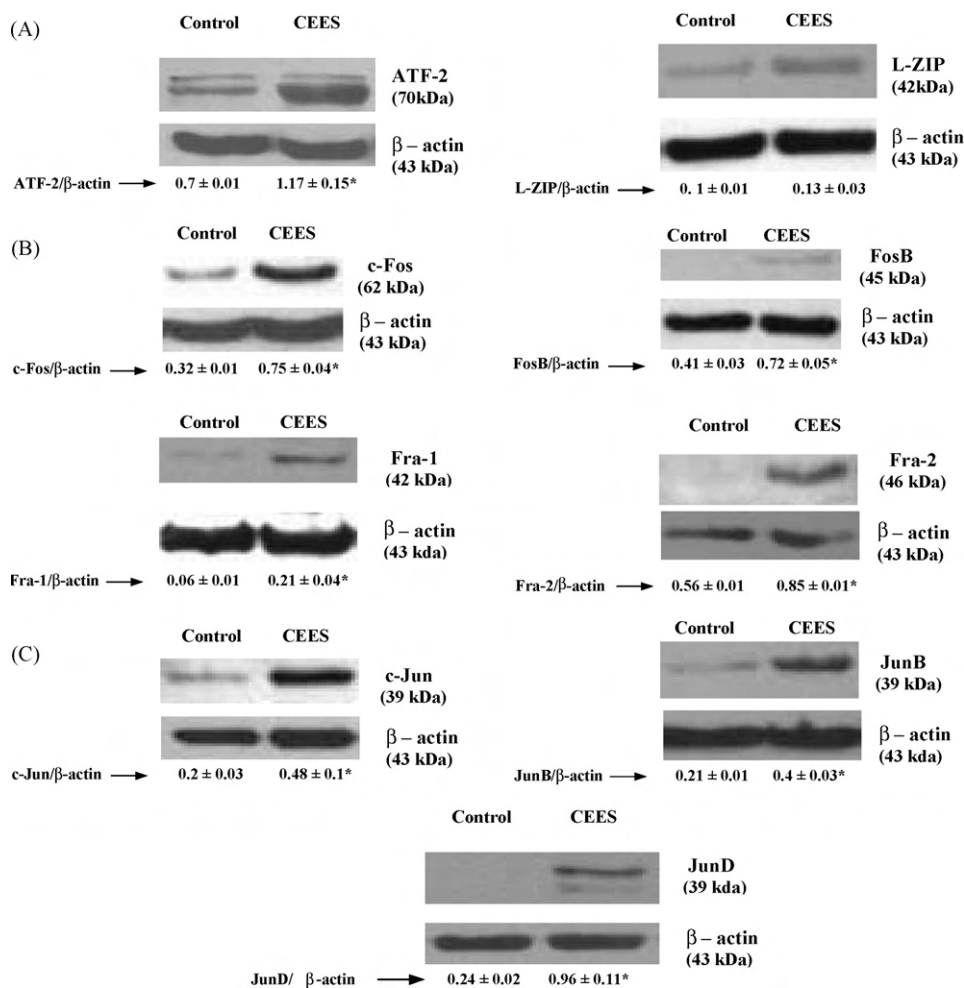 (A)
Control CEES
ATF-2
(70kDa)
β – actin
(43 kDa)
ATF-2/β-actin 0.7 ± 0.01 1.17 ± 0.15*
Control CEES
L-ZIP
(42kDa)
β – actin
(43 kDa)
L-ZIP/β-actin 0. 1 ± 0.01 0.13 ± 0.03
(B)
Control CEES
c-Fos
(62 kDa)
β – actin
(43 kDa)
c-Fos/β-actin 0.32 ± 0.01 0.75 ± 0.04*
Control CEES
FosB
(45 kDa)
β – actin
(43 kDa)
FosB/β-actin 0.41 ± 0.03 0.72 ± 0.05*
Control CEES
Fra-1
(42 kDa)
β – actin
(43 kda)
Fra-1/β-actin 0.06 ± 0.01 0.21 ± 0.04*
Control CEES
Fra-2
(46 kDa)
β – actin
(43 kDa)
Fra-2/β-actin 0.56 ± 0.01 0.85 ± 0.01*
(C)
Control CEES
c-Jun
(39 kDa)
β – actin
(43 kDa)
c-Jun/β-actin 0.2 ± 0.03 0.48 ± 0.1*
Control CEES
JunB
(39 kDa)
β – actin
(43 kda)
JunB/β-actin 0.21 ± 0.01 0.4 ± 0.03*
Control CEES
JunD
(39 kda)
β – actin
(43 kDa)
JunD/ β-actin 0.24 ± 0.02 0.96 ± 0.11*